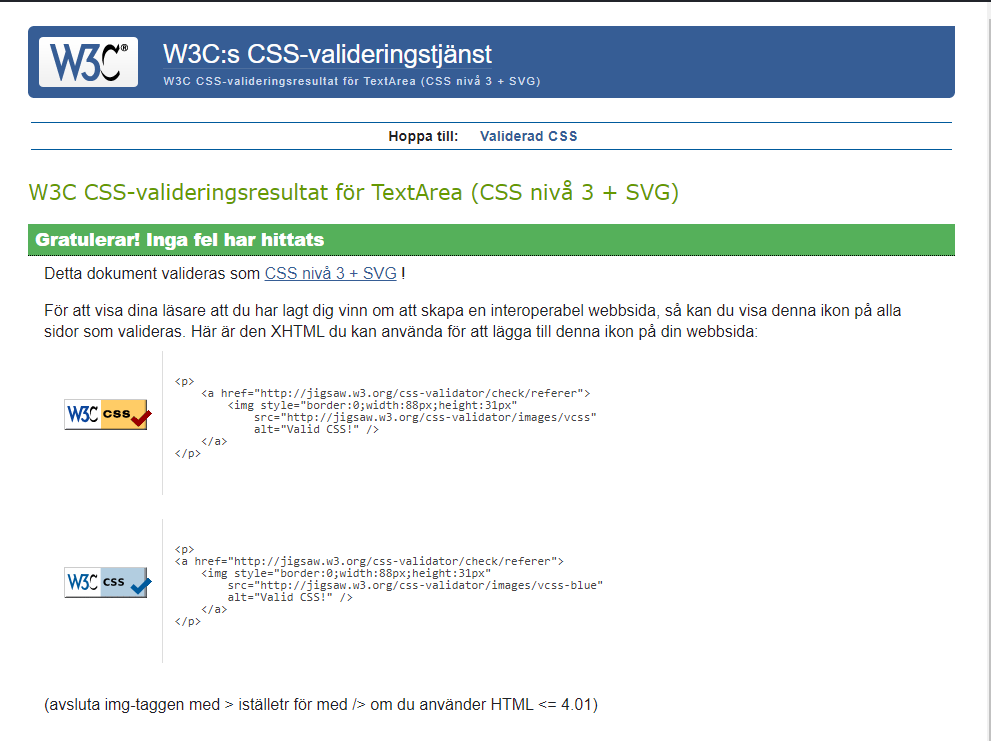 W3C®
W3C:s CSS-valideringstjänst
W3C CSS-valideringsresultat för TextArea (CSS nivå 3 + SVG)
Hoppa till: Validerad CSS
W3C CSS-valideringsresultat för TextArea (CSS nivå 3 + SVG)
Gratulerar! Inga fel har hittats
Detta dokument valideras som CSS nivå 3 + SVG !
För att visa dina läsare att du har lagt dig vinn om att skapa en interoperabel webbsida, så kan du visa denna ikon på alla
sidor som valideras. Här är den XHTML du kan använda för att lägga till denna ikon på din webbsida:
W3C css
<p>
    <a href="http://jigsaw.w3.org/css-validator/check/referer">
        <img style="border:0;width:88px;height:31px"
            src="http://jigsaw.w3.org/css-validator/images/vcss"
            alt="Valid CSS!" />
    </a>
</p>
W3C css
<p>
<a href="http://jigsaw.w3.org/css-validator/check/referer">
    <img style="border:0;width:88px;height:31px"
        src="http://jigsaw.w3.org/css-validator/images/vcss-blue"
        alt="Valid CSS!" />
    </a>
</p>
(avsluta img-taggen med > iställetr för med /> om du använder HTML <= 4.01)